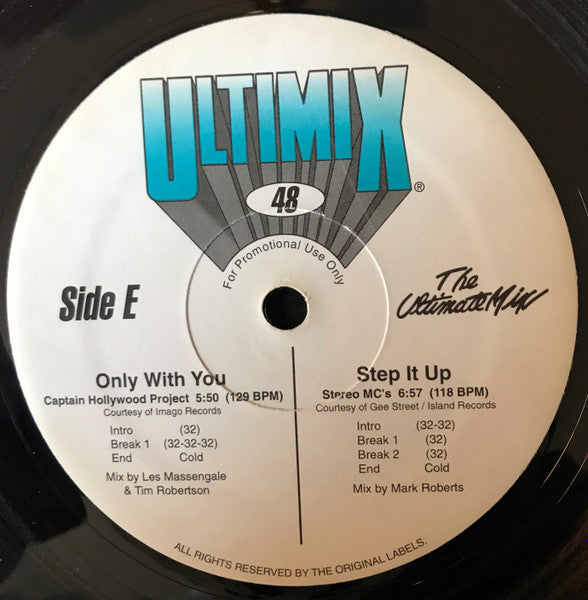 ULTIMIX®
48
For Promotional Use Only
Side E
The
Ultimate Mix
Only With You
Captain Hollywood Project 5:50 (129 BPM)
Courtesy of Imago Records
Intro (32)
Break 1 (32-32-32)
End Cold
Mix by Les Massengale
& Tim Robertson
Step It Up
Stereo MC's 6:57 (118 BPM)
Courtesy of Gee Street / Island Records
Intro (32-32)
Break 1 (32)
Break 2 (32)
End Cold
Mix by Mark Roberts
ALL RIGHTS RESERVED BY THE ORIGINAL LABELS.